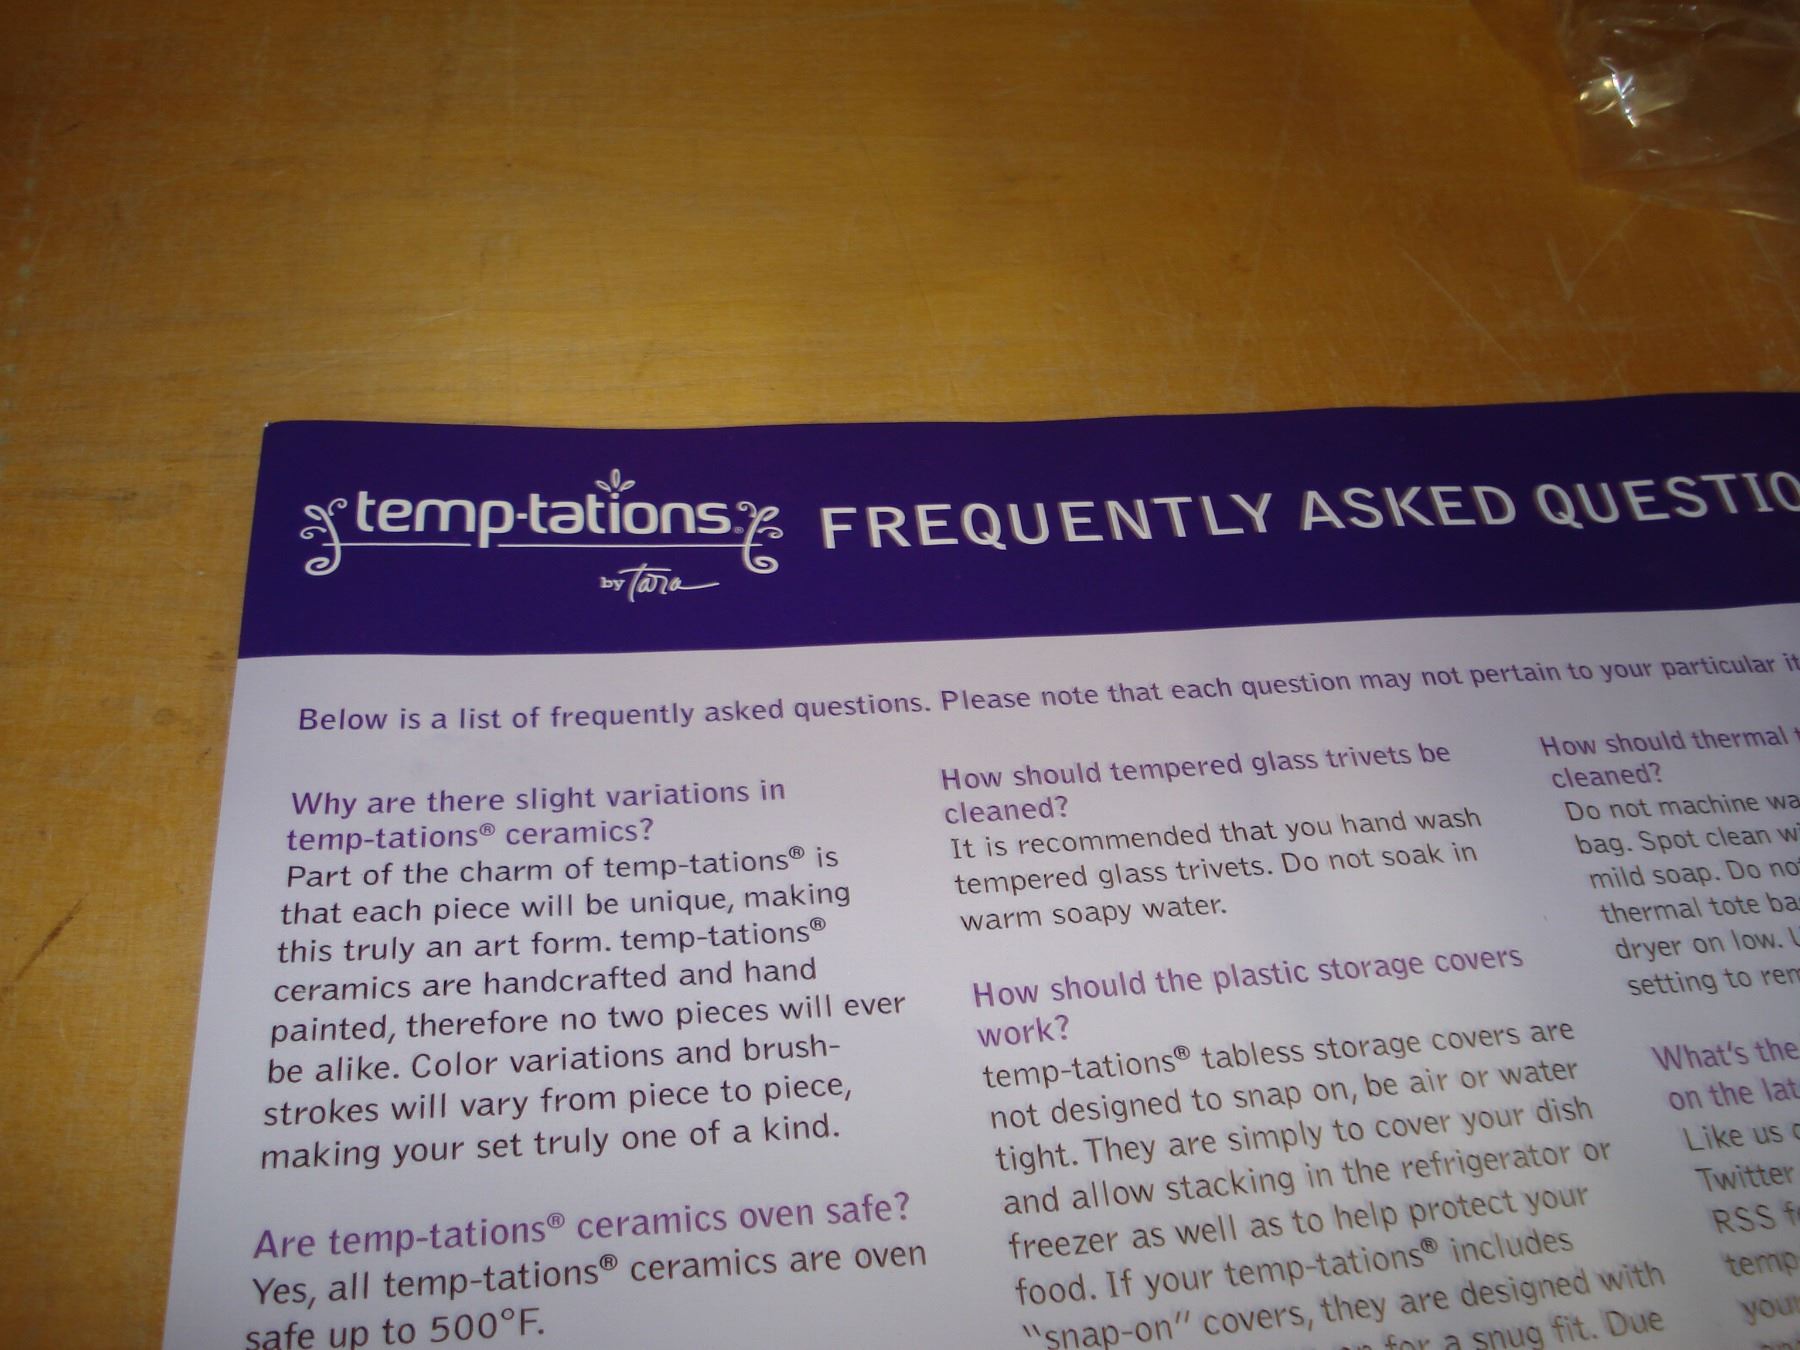 temp-tations®
by Tara
FREQUENTLY ASKED
Below is a list of frequently asked questions. Please note that each question may not pertain to your particular
Why are there slight variations in
temp-tations® ceramics?
Part of the charm of temp-tations® is
that each piece will be unique, making
this truly an art form. temp-tations®
ceramics are handcrafted and hand
painted, therefore no two pieces will ever
be alike. Color variations and brush-
strokes will vary from piece to piece,
making your set truly one of a kind.
Are temp-tations® ceramics oven safe?
Yes, all temp-tations® ceramics are oven
safe up to 500°F.
How should tempered glass trivets be
cleaned?
It is recommended that you hand wash
tempered glass trivets. Do not soak in
warm soapy water.
How should the plastic storage covers
work?
temp-tations® tabless storage covers are
not designed to snap on, be air or water
tight. They are simply to cover your dish
and allow stacking in the refrigerator or
freezer as well as to help protect your
food. If your temp-tations® includes
"snap-on" covers, they are designed with
for a snug fit. Due
How should thermal
cleaned?
Do not machine
bag. Spot clean
mild soap. Do
thermal tote
dryer on low.
setting to
What's the
on the
Like us
Twitter
RSS